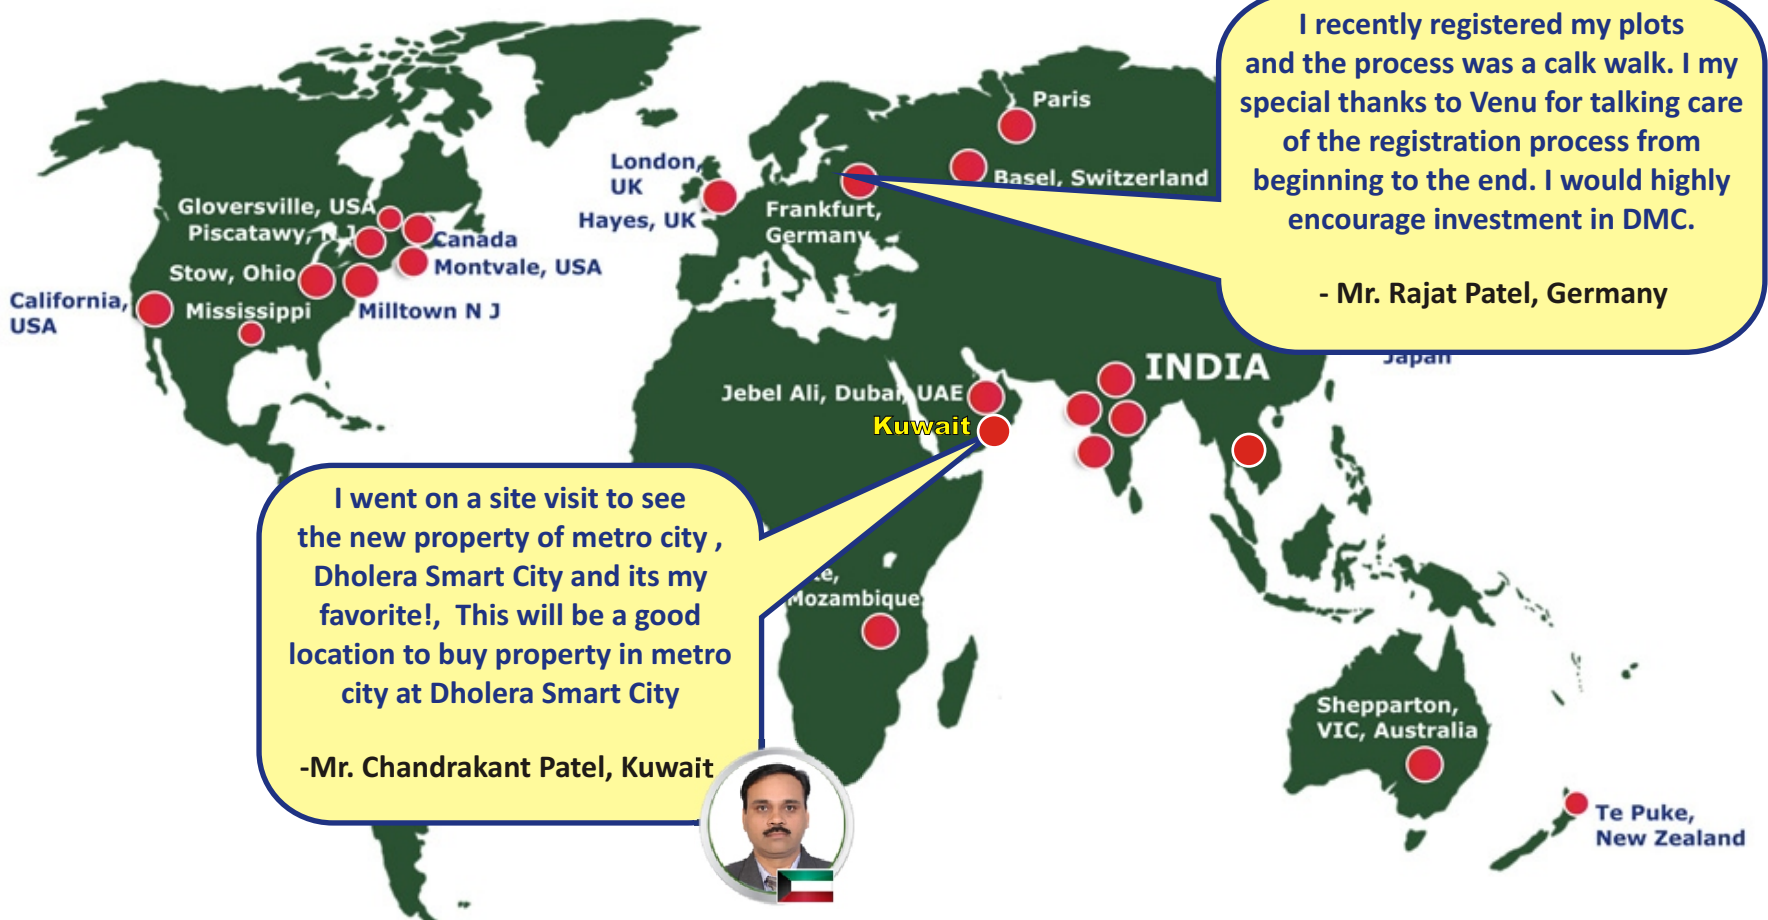 I recently registered my plots
and the process was a calk walk. I my
special thanks to Venu for talking care
of the registration process from
beginning to the end. I would highly
encourage investment in DMC.
- Mr. Rajat Patel, Germany
Paris
Basel, Switzerland
London,
UK
Hayes, UK
Frankfurt,
Germany
Gloversville, USA
Piscatawy, N J
Canada
Montvale, USA
Stow, Ohio
California,
USA
Mississippi
Milltown N J
Japan
INDIA
Jebel Ali, Dubai, UAE
Kuwait
I went on a site visit to see
the new property of metro city ,
Dholera Smart City and its my
favorite!, This will be a good
location to buy property in metro
city at Dholera Smart City
-Mr. Chandrakant Patel, Kuwait
Mozambique
Shepparton,
VIC, Australia
Te Puke,
New Zealand